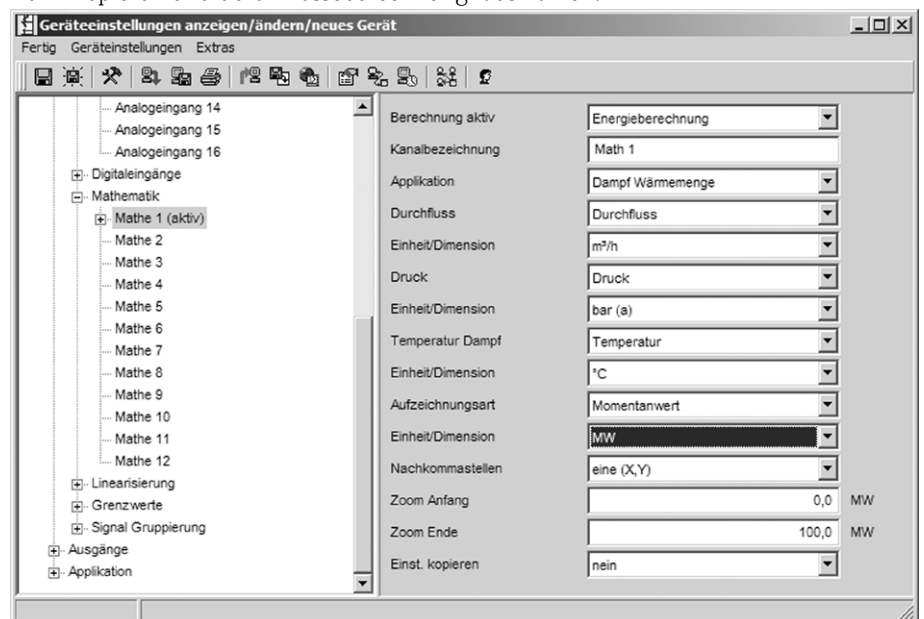 Geräteeinstellungen anzeigen/ändern/neues Gerät
Fertig Geräteinstellungen Extras
Analogeingang 14
Analogeingang 15
Analogeingang 16
Digitaleingänge
Mathematik
Mathe 1 (aktiv)
Mathe 2
Mathe 3
Mathe 4
Mathe 5
Mathe 6
Mathe 7
Mathe 8
Mathe 9
Mathe 10
Mathe 11
Mathe 12
Linearisierung
Grenzwerte
Signal Gruppierung
Ausgänge
Applikation
Berechnung aktiv Energieberechnung
Kanalbezeichnung Math 1
Applikation Dampf Wärmemenge
Durchfluss Durchfluss
Einheit/Dimension m³/h
Druck Druck
Einheit/Dimension bar (a)
Temperatur Dampf Temperatur
Einheit/Dimension °C
Aufzeichnungsart Momentanwert
Einheit/Dimension MW
Nachkommastellen eine (X,Y)
Zoom Anfang 0,0 MW
Zoom Ende 100,0 MW
Einst. kopieren nein